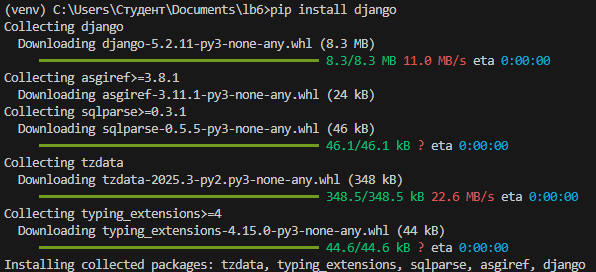 (venv) C:\Users\Студент\Documents\lb6>pip install django
Collecting django
Downloading django-5.2.11-py3-none-any.whl (8.3 MB)
8.3/8.3 MB 11.0 MB/s eta 0:00:00
Collecting asgiref>=3.8.1
Downloading asgiref-3.11.1-py3-none-any.whl (24 kB)
Collecting sqlparse>=0.3.1
Downloading sqlparse-0.5.5-py3-none-any.whl (46 kB)
46.1/46.1 kB ? eta 0:00:00
Collecting tzdata
Downloading tzdata-2025.3-py2.py3-none-any.whl (348 kB)
348.5/348.5 kB 22.6 MB/s eta 0:00:00
Collecting typing_extensions>=4
Downloading typing_extensions-4.15.0-py3-none-any.whl (44 kB)
44.6/44.6 kB ? eta 0:00:00
Installing collected packages: tzdata, typing_extensions, sqlparse, asgiref, django